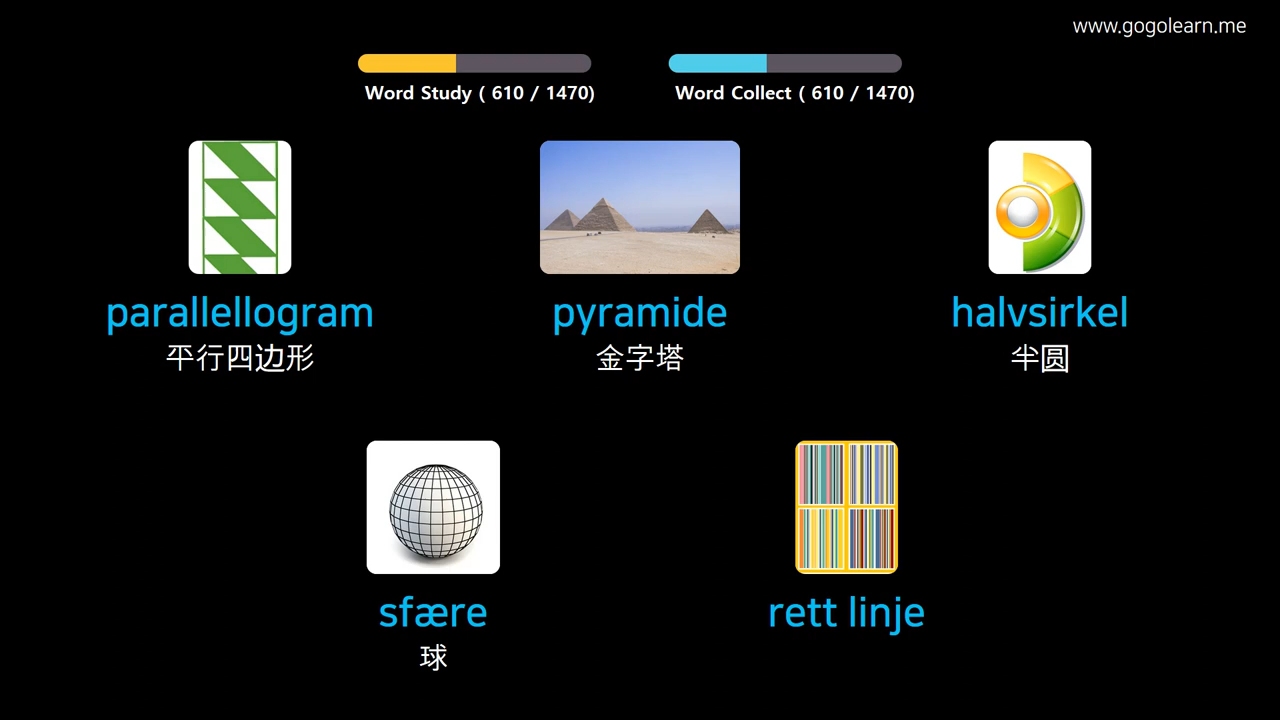 www.gogolearn.me
Word Study ( 610 / 1470)
Word Collect ( 610 / 1470)
parallellogram
平行四边形
pyramide
金字塔
halvsirkel
半圆
sfære
球
rett linje